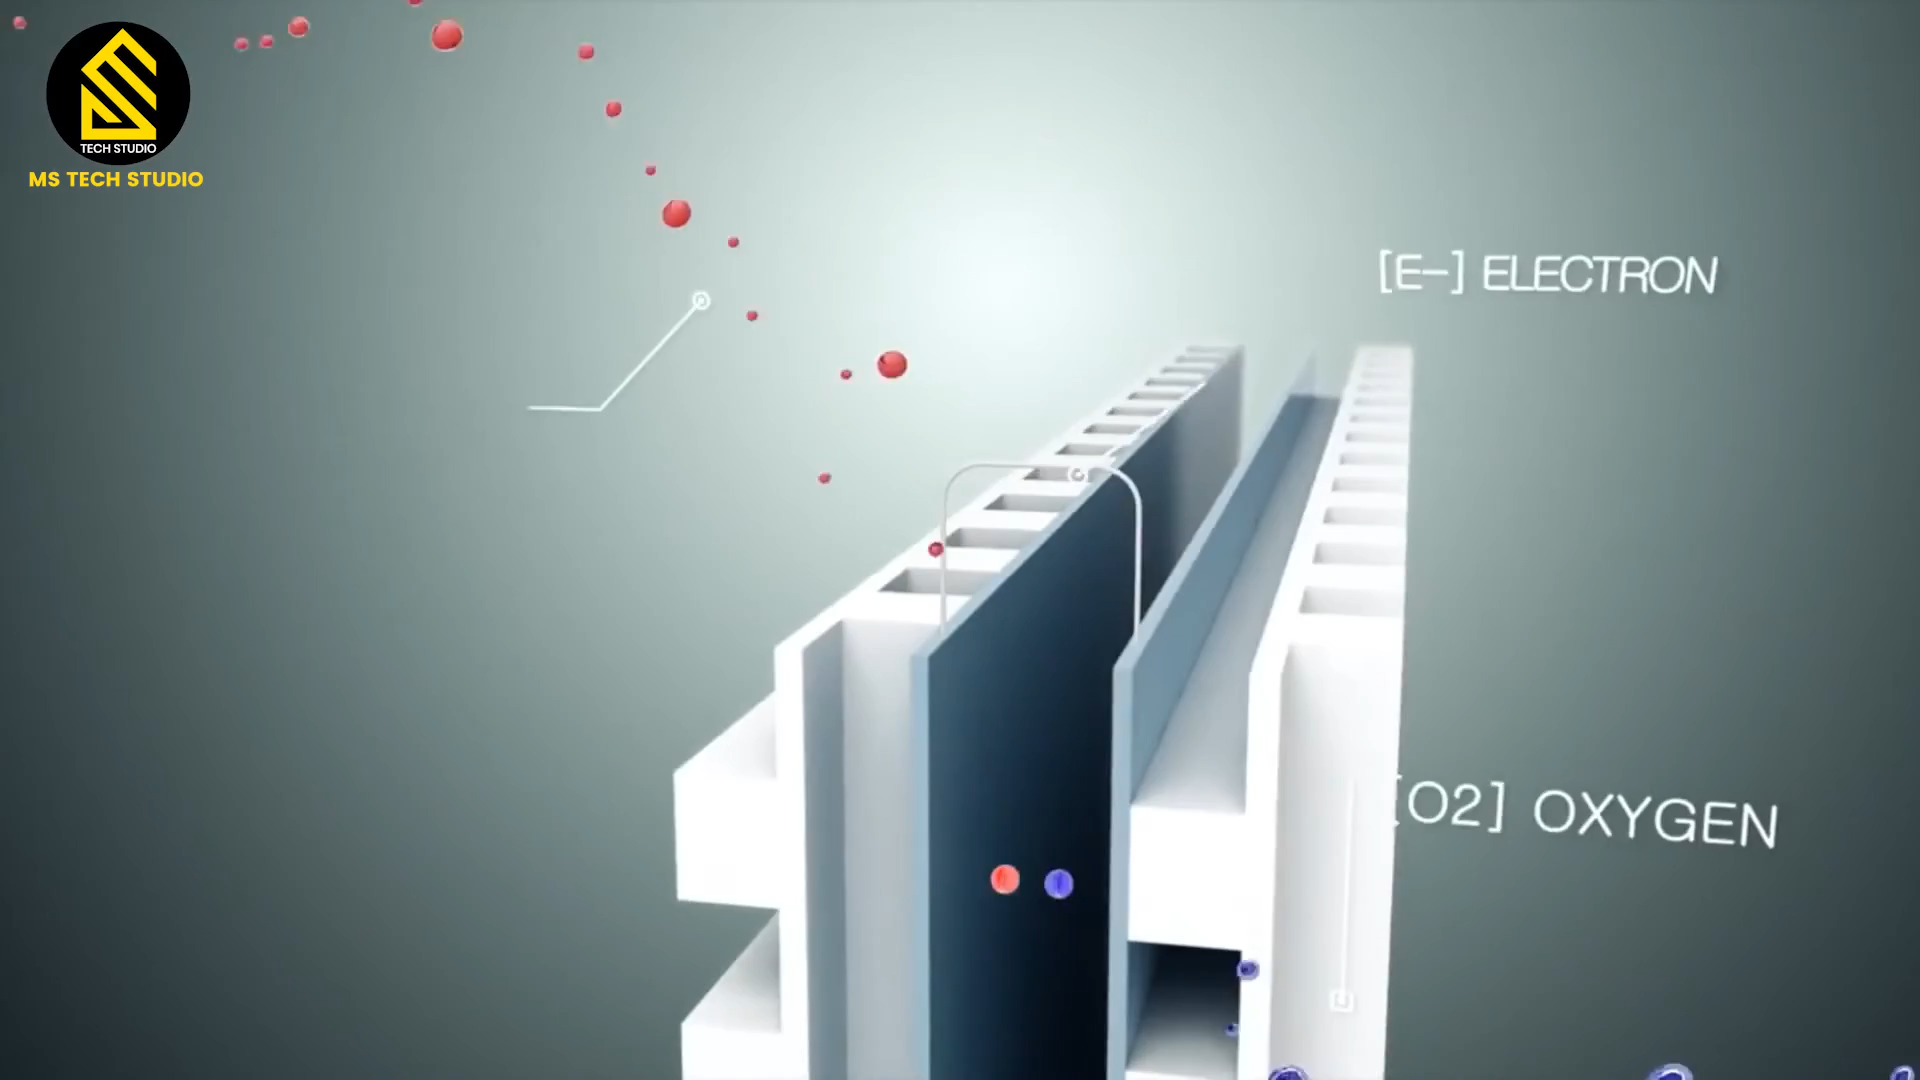 TECH STUDIO
MS TECH STUDIO
[E-] ELECTRON
[O2] OXYGEN